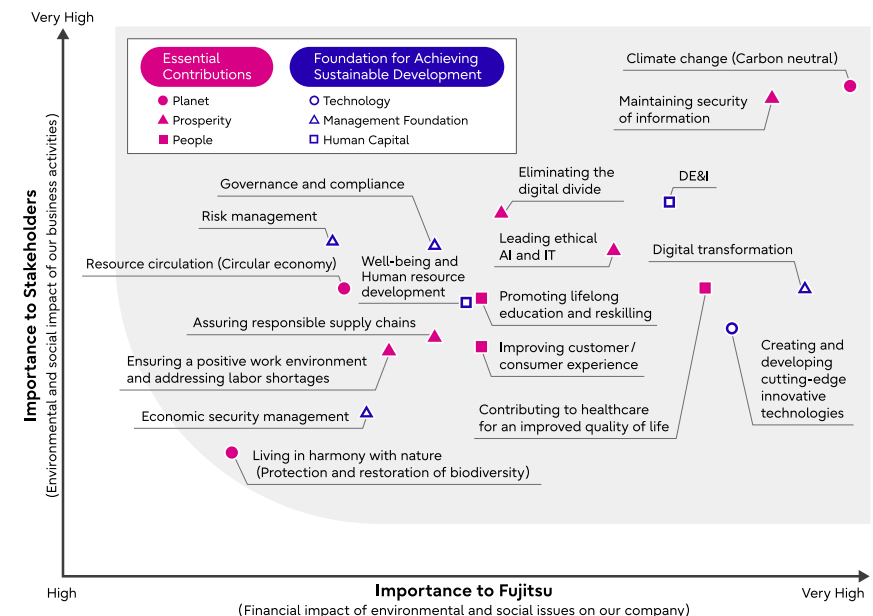 Very High
Essential
Contributions
Foundation for Achieving
Sustainable Development
Planet
Prosperity
People
Technology
Management Foundation
Human Capital
Climate change (Carbon neutral)
Maintaining security
of information
Eliminating the
digital divide
DE&I
Governance and compliance
Risk management
Leading ethical
AI and IT
Digital transformation
Resource circulation (Circular economy)
Well-being and
Human resource
development
Promoting lifelong
education and reskilling
Assuring responsible supply chains
Ensuring a positive work environment
and addressing labor shortages
Improving customer/
consumer experience
Creating and
developing
cutting-edge
innovative
technologies
Economic security management
Contributing to healthcare
for an improved quality of life
Living in harmony with nature
(Protection and restoration of biodiversity)
Importance to Stakeholders
(Environmental and social impact of our business activities)
High
Importance to Fujitsu
Very High
(Financial impact of environmental and social issues on our company)